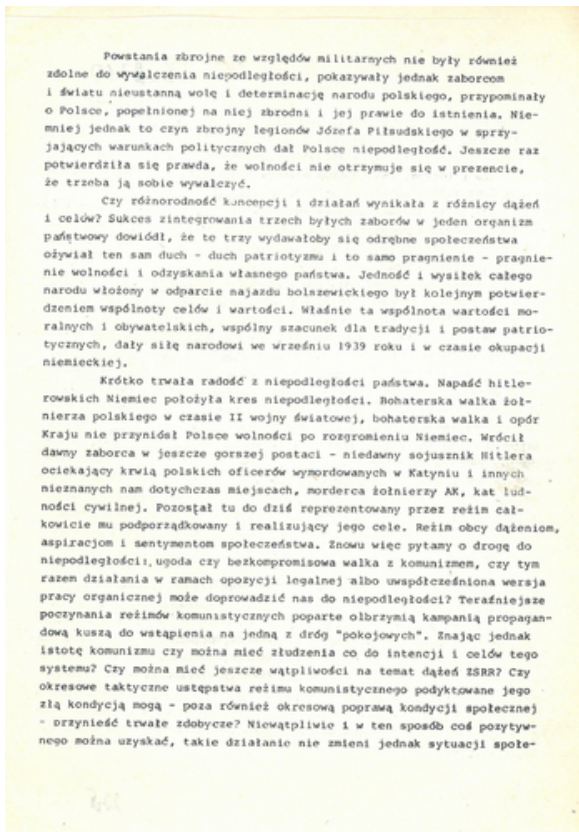 Powstania zbrojne ze względów militarnych nie były również
zdolne do wywalczenia niepodległości, pokazywały jednak zaborcom
i światu nieustanną wolę i determinację narodu polskiego, przypominały
o Polsce, popełnionej na niej zbrodni i jej prawie do istnienia. Nie-
mniej jednak to czyn zbrojny legionów Józefa Piłsudskiego w sprzy-
jających warunkach politycznych dał Polsce niepodległość. Jeszcze raz
potwierdziła się prawda, że wolności nie otrzymuje się w prezencie,
że trzeba ją sobie wywalczyć.
Czy różnorodność koncepcji i działań wynikała z różnicy dążeń
i celów? Sukces zintegrowania trzech byłych zaborów w jeden organizm
państwowy dowiódł, że te trzy wydawałoby się odrębne społeczeństwa
ożywiał ten sam duch - duch patriotyzmu i to samo pragnienie - pragnie-
nie wolności i odzyskania własnego państwa. Jedność i wysiłek całego
narodu włożony w odparcie najazdu bolszewickiego był kolejnym potwier-
dzeniem wspólnoty celów i wartości. Właśnie ta wspólnota wartości mo-
ralnych i obywatelskich, wspólny szacunek dla tradycji i postaw patrio-
tycznych, dały siłę narodowi we wrześniu 1939 roku i w czasie okupacji
niemieckiej.
Krótko trwała radość z niepodległości państwa. Napaść hitle-
rowskich Niemiec położyła kres niepodległości. Bohaterska walka żoł-
nierza polskiego w czasie II wojny światowej, bohaterska walka i opór
Kraju nie przyniósł Polsce wolności po rozgromieniu Niemiec. Wrócił
dawny zaborca w jeszcze gorszej postaci - niedawny sojusznik Hitlera
ociekający krwią polskich oficerów wymordowanych w Katyniu i innych
nieznanych nam dotychczas miejscach, morderca żołnierzy AK, kat lud-
ności cywilnej. Pozostał tu do dziś reprezentowany przez reżim cał-
kowicie mu podporządkowany i realizujący jego cele. Reżim obcy dążeniom,
aspiracjom i sentymentom społeczeństwa. Znowu więc pytamy o drogę do
niepodległości: ugoda czy bezkompromisowa walka z komunizmem, czy tym
razem działania w ramach opozycji legalnej albo uwspółcześniona wersja
pracy organicznej może doprowadzić nas do niepodległości? Teraźniejsze
poczynania reżimów komunistycznych poparte olbrzymią kampanią propagan-
dową kuszą do wstąpienia na jedną z dróg "pokojowych". Znając jednak
istotę komunizmu czy można mieć złudzenia co do intencji i celów tego
systemu? Czy można mieć jeszcze wątpliwości na temat dążeń ZSRR? Czy
okresowe taktyczne ustępstwa reżimu komunistycznego podyktowane jego
złą kondycją mogą - poza również okresową poprawą kondycji społecznej
- przynieść trwałe zdobycze? Niewątpliwie i w ten sposób coś pozytyw-
nego można uzyskać, takie działanie nie zmieni jednak sytuacji społe-